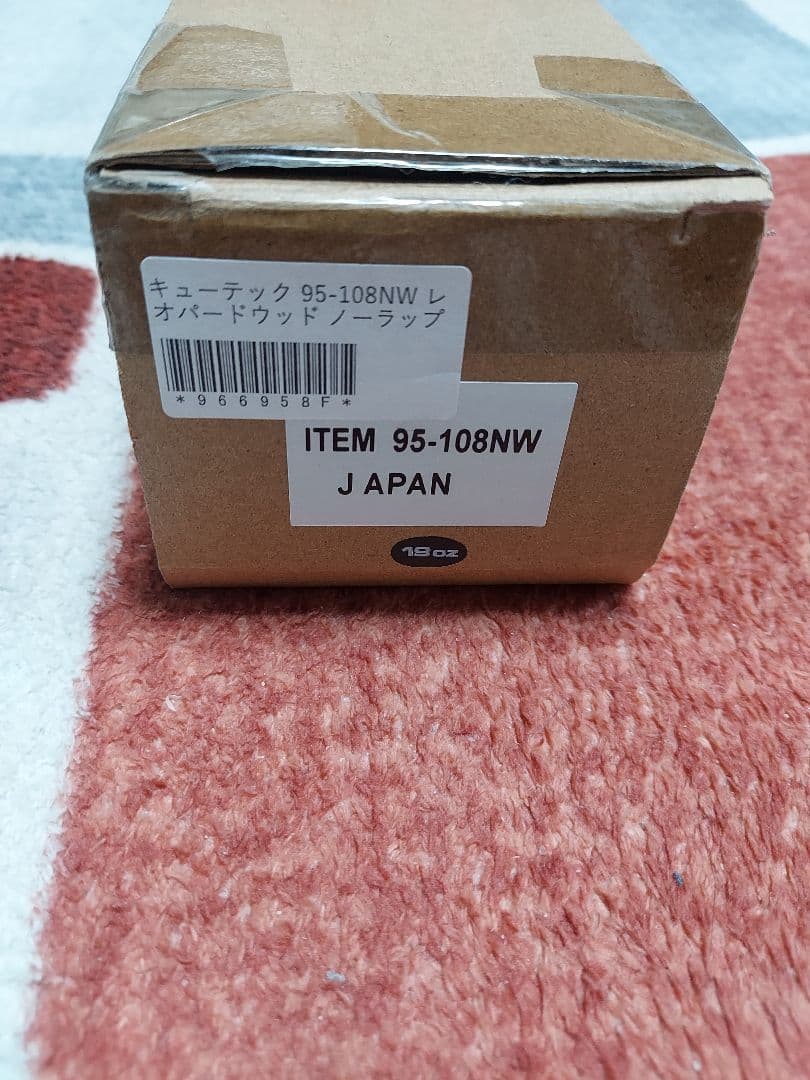 キューテック 95-108NW レ
オパードウッド ノーラップ
*966958F*
ITEM 95-108NW
J APAN
19oz